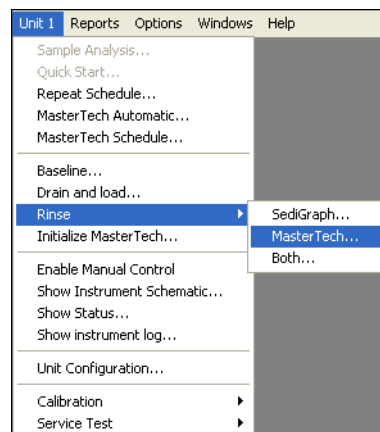 Unit 1 Reports Options Windows Help
Sample Analysis...
Quick Start...
Repeat Schedule...
MasterTech Automatic...
MasterTech Schedule...
Baseline...
Drain and load...
Rinse
SediGraph...
Initialize MasterTech...
MasterTech...
Both...
Enable Manual Control
Show Instrument Schematic...
Show Status...
Show instrument log...
Unit Configuration...
Calibration
Service Test